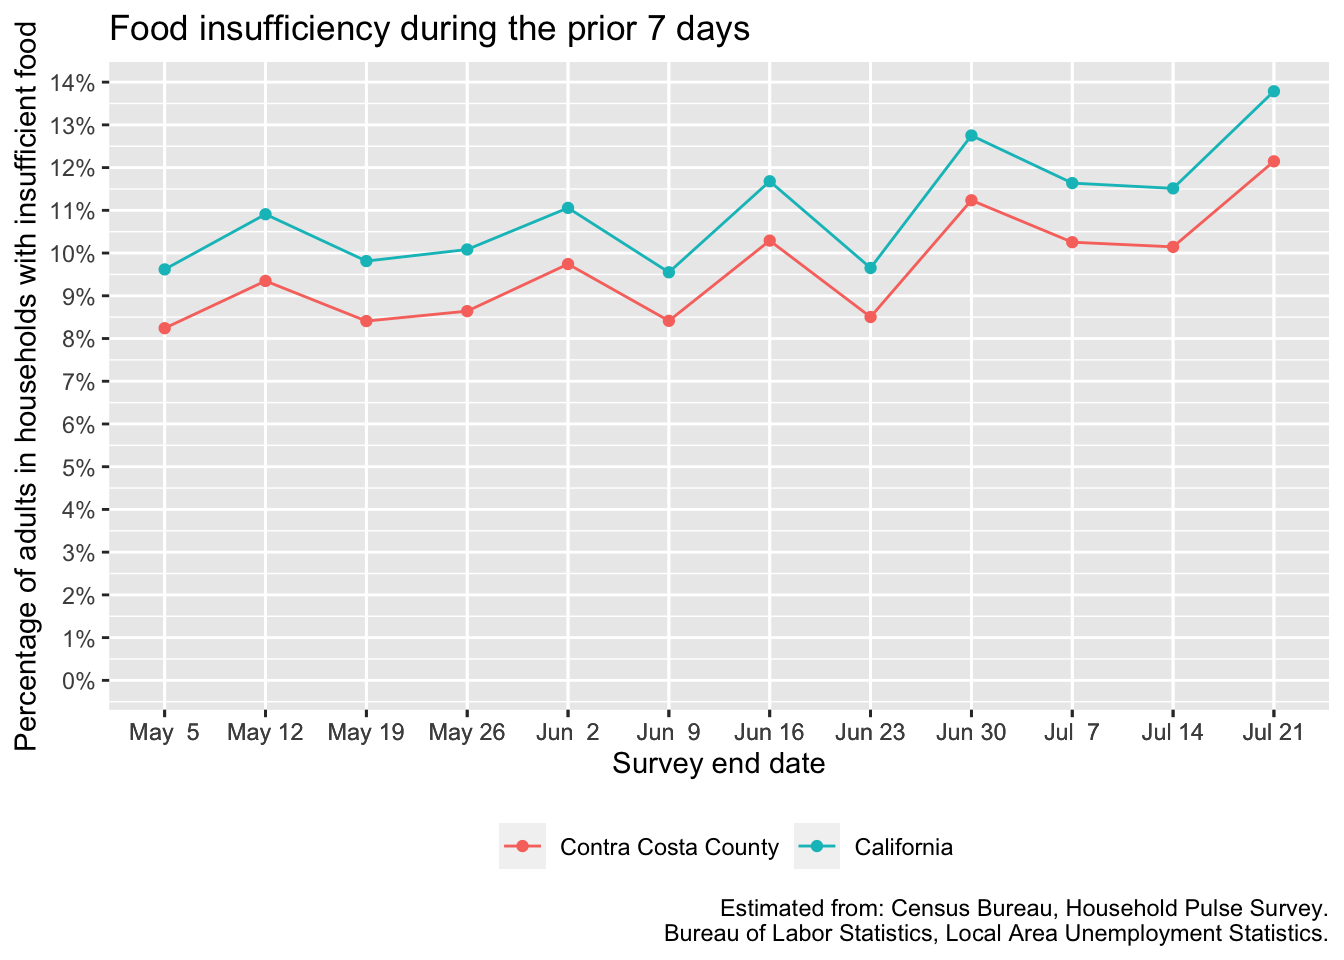 Food insufficiency during the prior 7 days
Percentage of adults in households with insufficient food
14%
13%
12%
11%
10%
9%
8%
7%
6%
5%
4%
3%
2%
1%
0%
May 5 May 12 May 19 May 26 Jun 2 Jun 9 Jun 16 Jun 23 Jun 30 Jul 7 Jul 14 Jul 21
Survey end date
Contra Costa County California
Estimated from: Census Bureau, Household Pulse Survey.
Bureau of Labor Statistics, Local Area Unemployment Statistics.